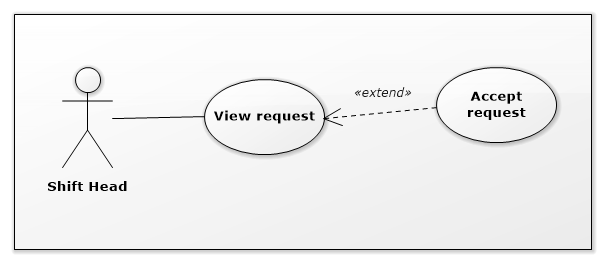 «extend»
Accept
request
View request
Shift Head